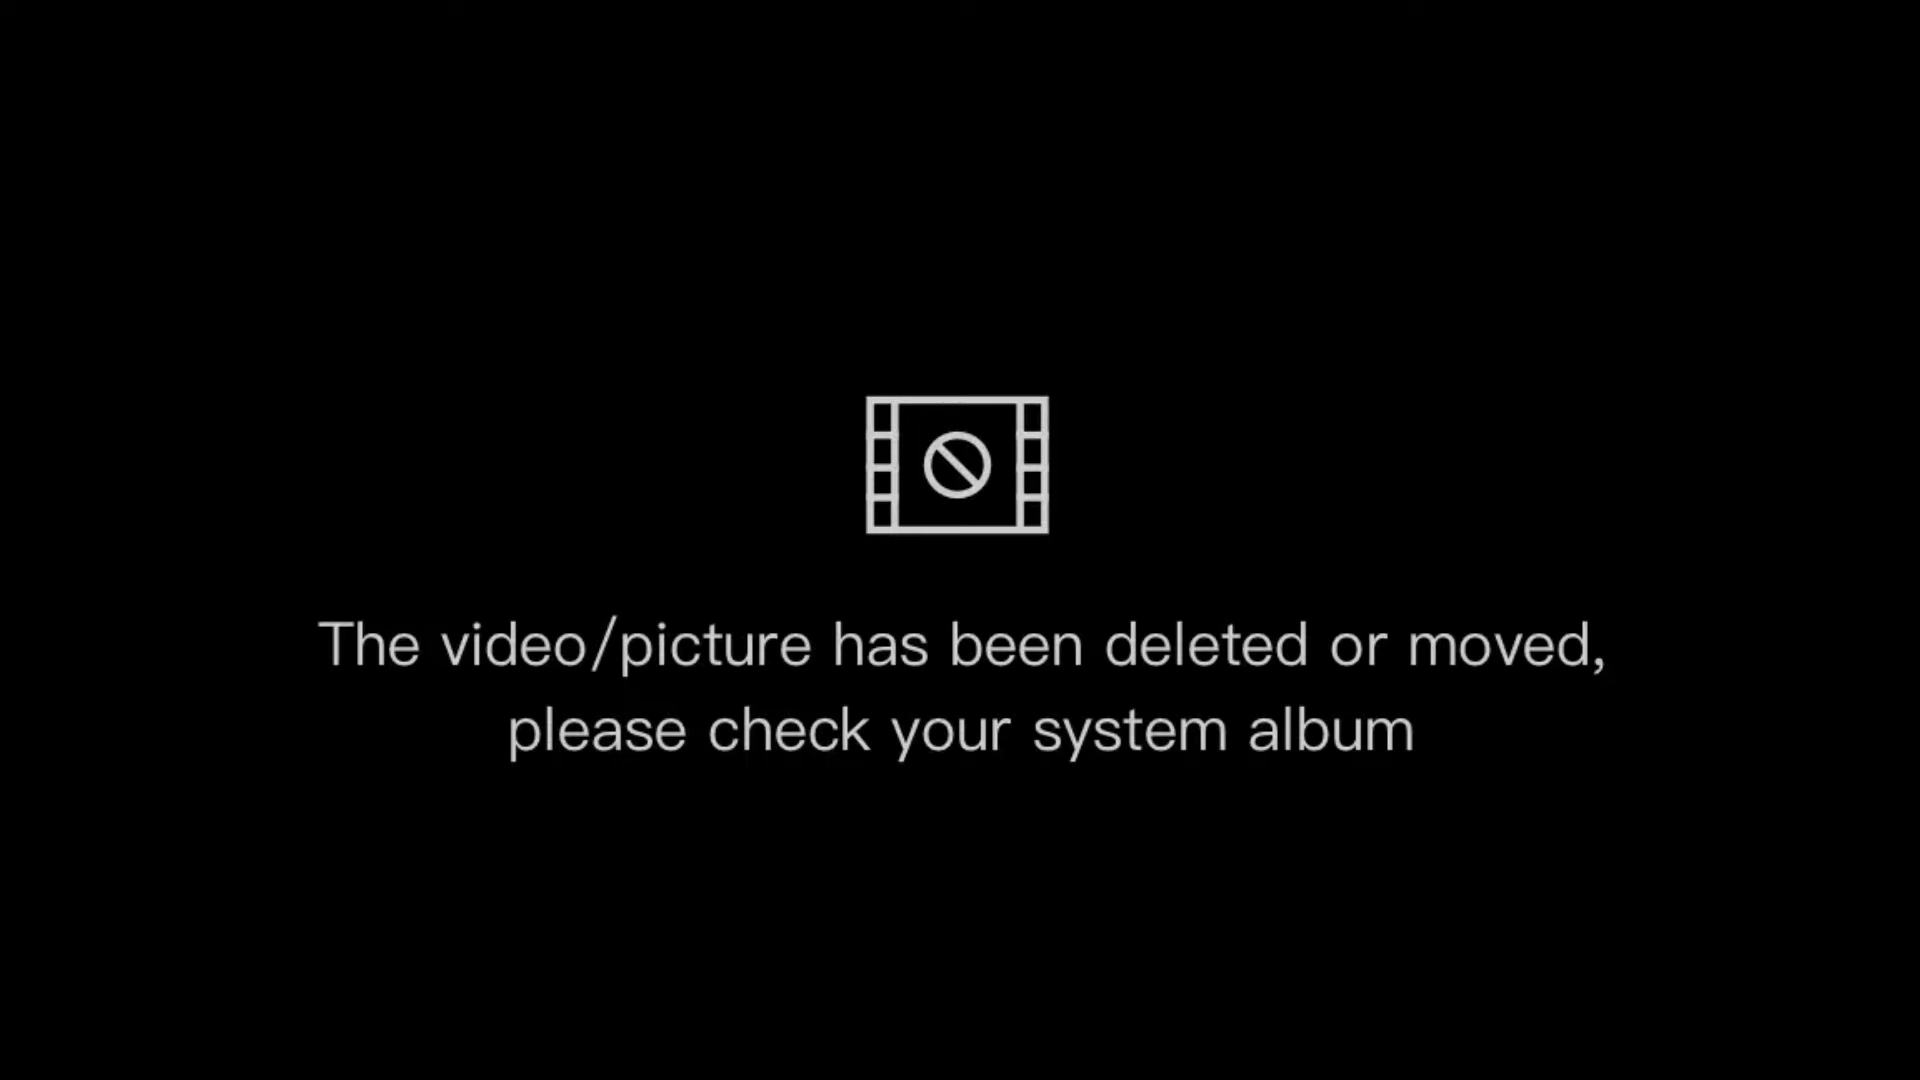 The video/picture has been deleted or moved,
please check your system album